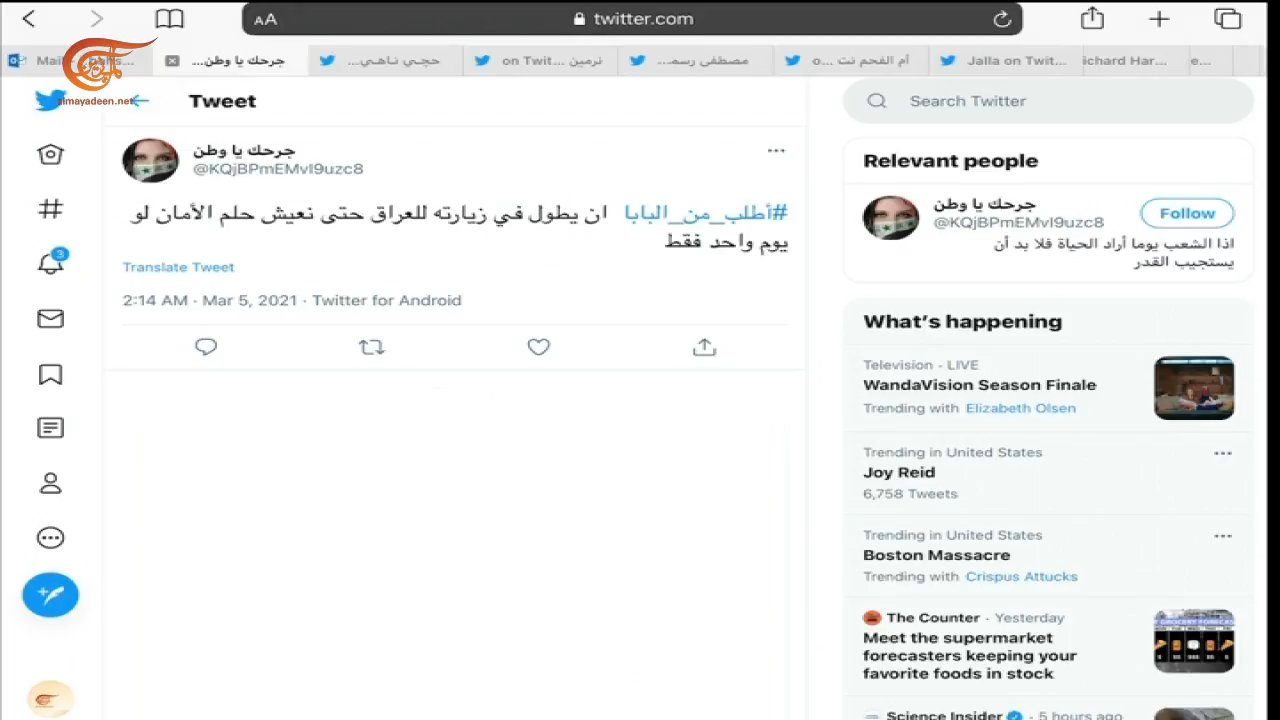 AA
twitter.com
جرحك يا وطن...
حجي ناهي...
نرمين on Twit...
مصطفى رسمـ...
أم الفحم نت o...
Jalla on Twit...
ichard Har...
e...
almayadeen.net
Tweet
Search Twitter
جرحك يا وطن
@KQjBPmEMvI9uzc8
#أطلب_من_البابا ان يطول في زيارته للعراق حتى نعيش حلم الأمان لو
يوم واحد فقط
Translate Tweet
2:14 AM · Mar 5, 2021 · Twitter for Android
3
Relevant people
جرحك يا وطن
@KQjBPmEMvI9uzc8
Follow
اذا الشعب يوما أراد الحياة فلا بد أن
يستجيب القدر
What's happening
Television · LIVE
WandaVision Season Finale
Trending with Elizabeth Olsen
Trending in United States
Joy Reid
6,758 Tweets
Trending in United States
Boston Massacre
Trending with Crispus Attucks
The Counter · Yesterday
Meet the supermarket
forecasters keeping your
favorite foods in stock
Science Insider · 5 hours ago